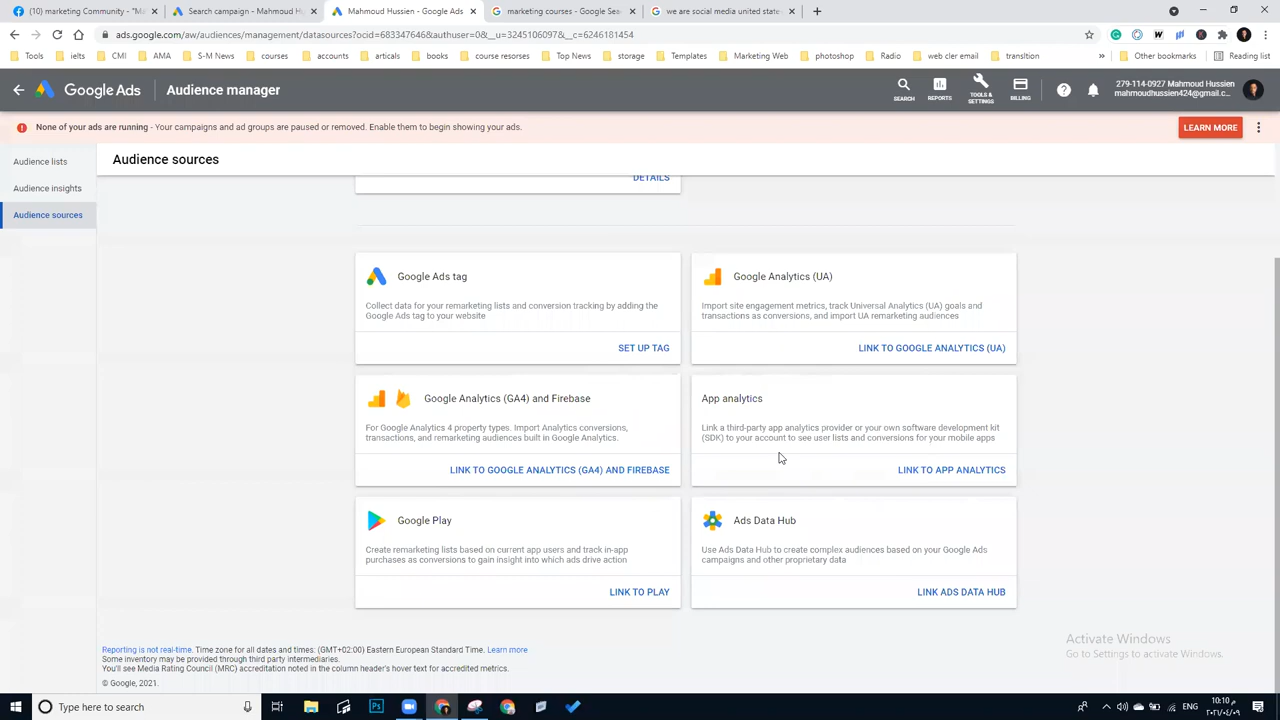 (1) marketing Community - "Ma
Search campaign - Mahmoud Hu
Mahmoud Hussien - Google Ads
marketing courses - Google Sea
we are social media united state
ads.google.com/aw/audiences/management/datasources?ocid=683347646&authuser=0&__u=3245106097&__c=6246181454
Tools
ielts
CMI
AMA
S-M News
courses
accounts
articals
books
course resorses
Top News
storage
Templates
Marketing Web
photoshop
Radio
web cler email
transltion
»
Other bookmarks
Reading list
Google Ads
Audience manager
SEARCH
REPORTS
TOOLS & SETTINGS
BILLING
279-114-0927 Mahmoud Hussien
mahmoudhussien424@gmail.c...
None of your ads are running - Your campaigns and ad groups are paused or removed. Enable them to begin showing your ads.
LEARN MORE
Audience lists
Audience insights
Audience sources
Audience sources
DETAILS
Google Ads tag
Collect data for your remarketing lists and conversion tracking by adding the
Google Ads tag to your website
SET UP TAG
Google Analytics (UA)
Import site engagement metrics, track Universal Analytics (UA) goals and
transactions as conversions, and import UA remarketing audiences
LINK TO GOOGLE ANALYTICS (UA)
Google Analytics (GA4) and Firebase
For Google Analytics 4 property types. Import Analytics conversions,
transactions, and remarketing audiences built in Google Analytics.
LINK TO GOOGLE ANALYTICS (GA4) AND FIREBASE
App analytics
Link a third-party app analytics provider or your own software development kit
(SDK) to your account to see user lists and conversions for your mobile apps
LINK TO APP ANALYTICS
Google Play
Create remarketing lists based on current app users and track in-app
purchases as conversions to gain insight into which ads drive action
LINK TO PLAY
Ads Data Hub
Use Ads Data Hub to create complex audiences based on your Google Ads
campaigns and other proprietary data
LINK ADS DATA HUB
Reporting is not real-time. Time zone for all dates and times: (GMT+02:00) Eastern European Standard Time. Learn more
Some inventory may be provided through third party intermediaries.
You'll see Media Rating Council (MRC) accreditation noted in the column header's hover text for accredited metrics.
© Google, 2021.
Activate Windows
Go to Settings to activate Windows.
Type here to search
ENG
١٠:١٥ م
٢٠٢١/٠٤/٠٩